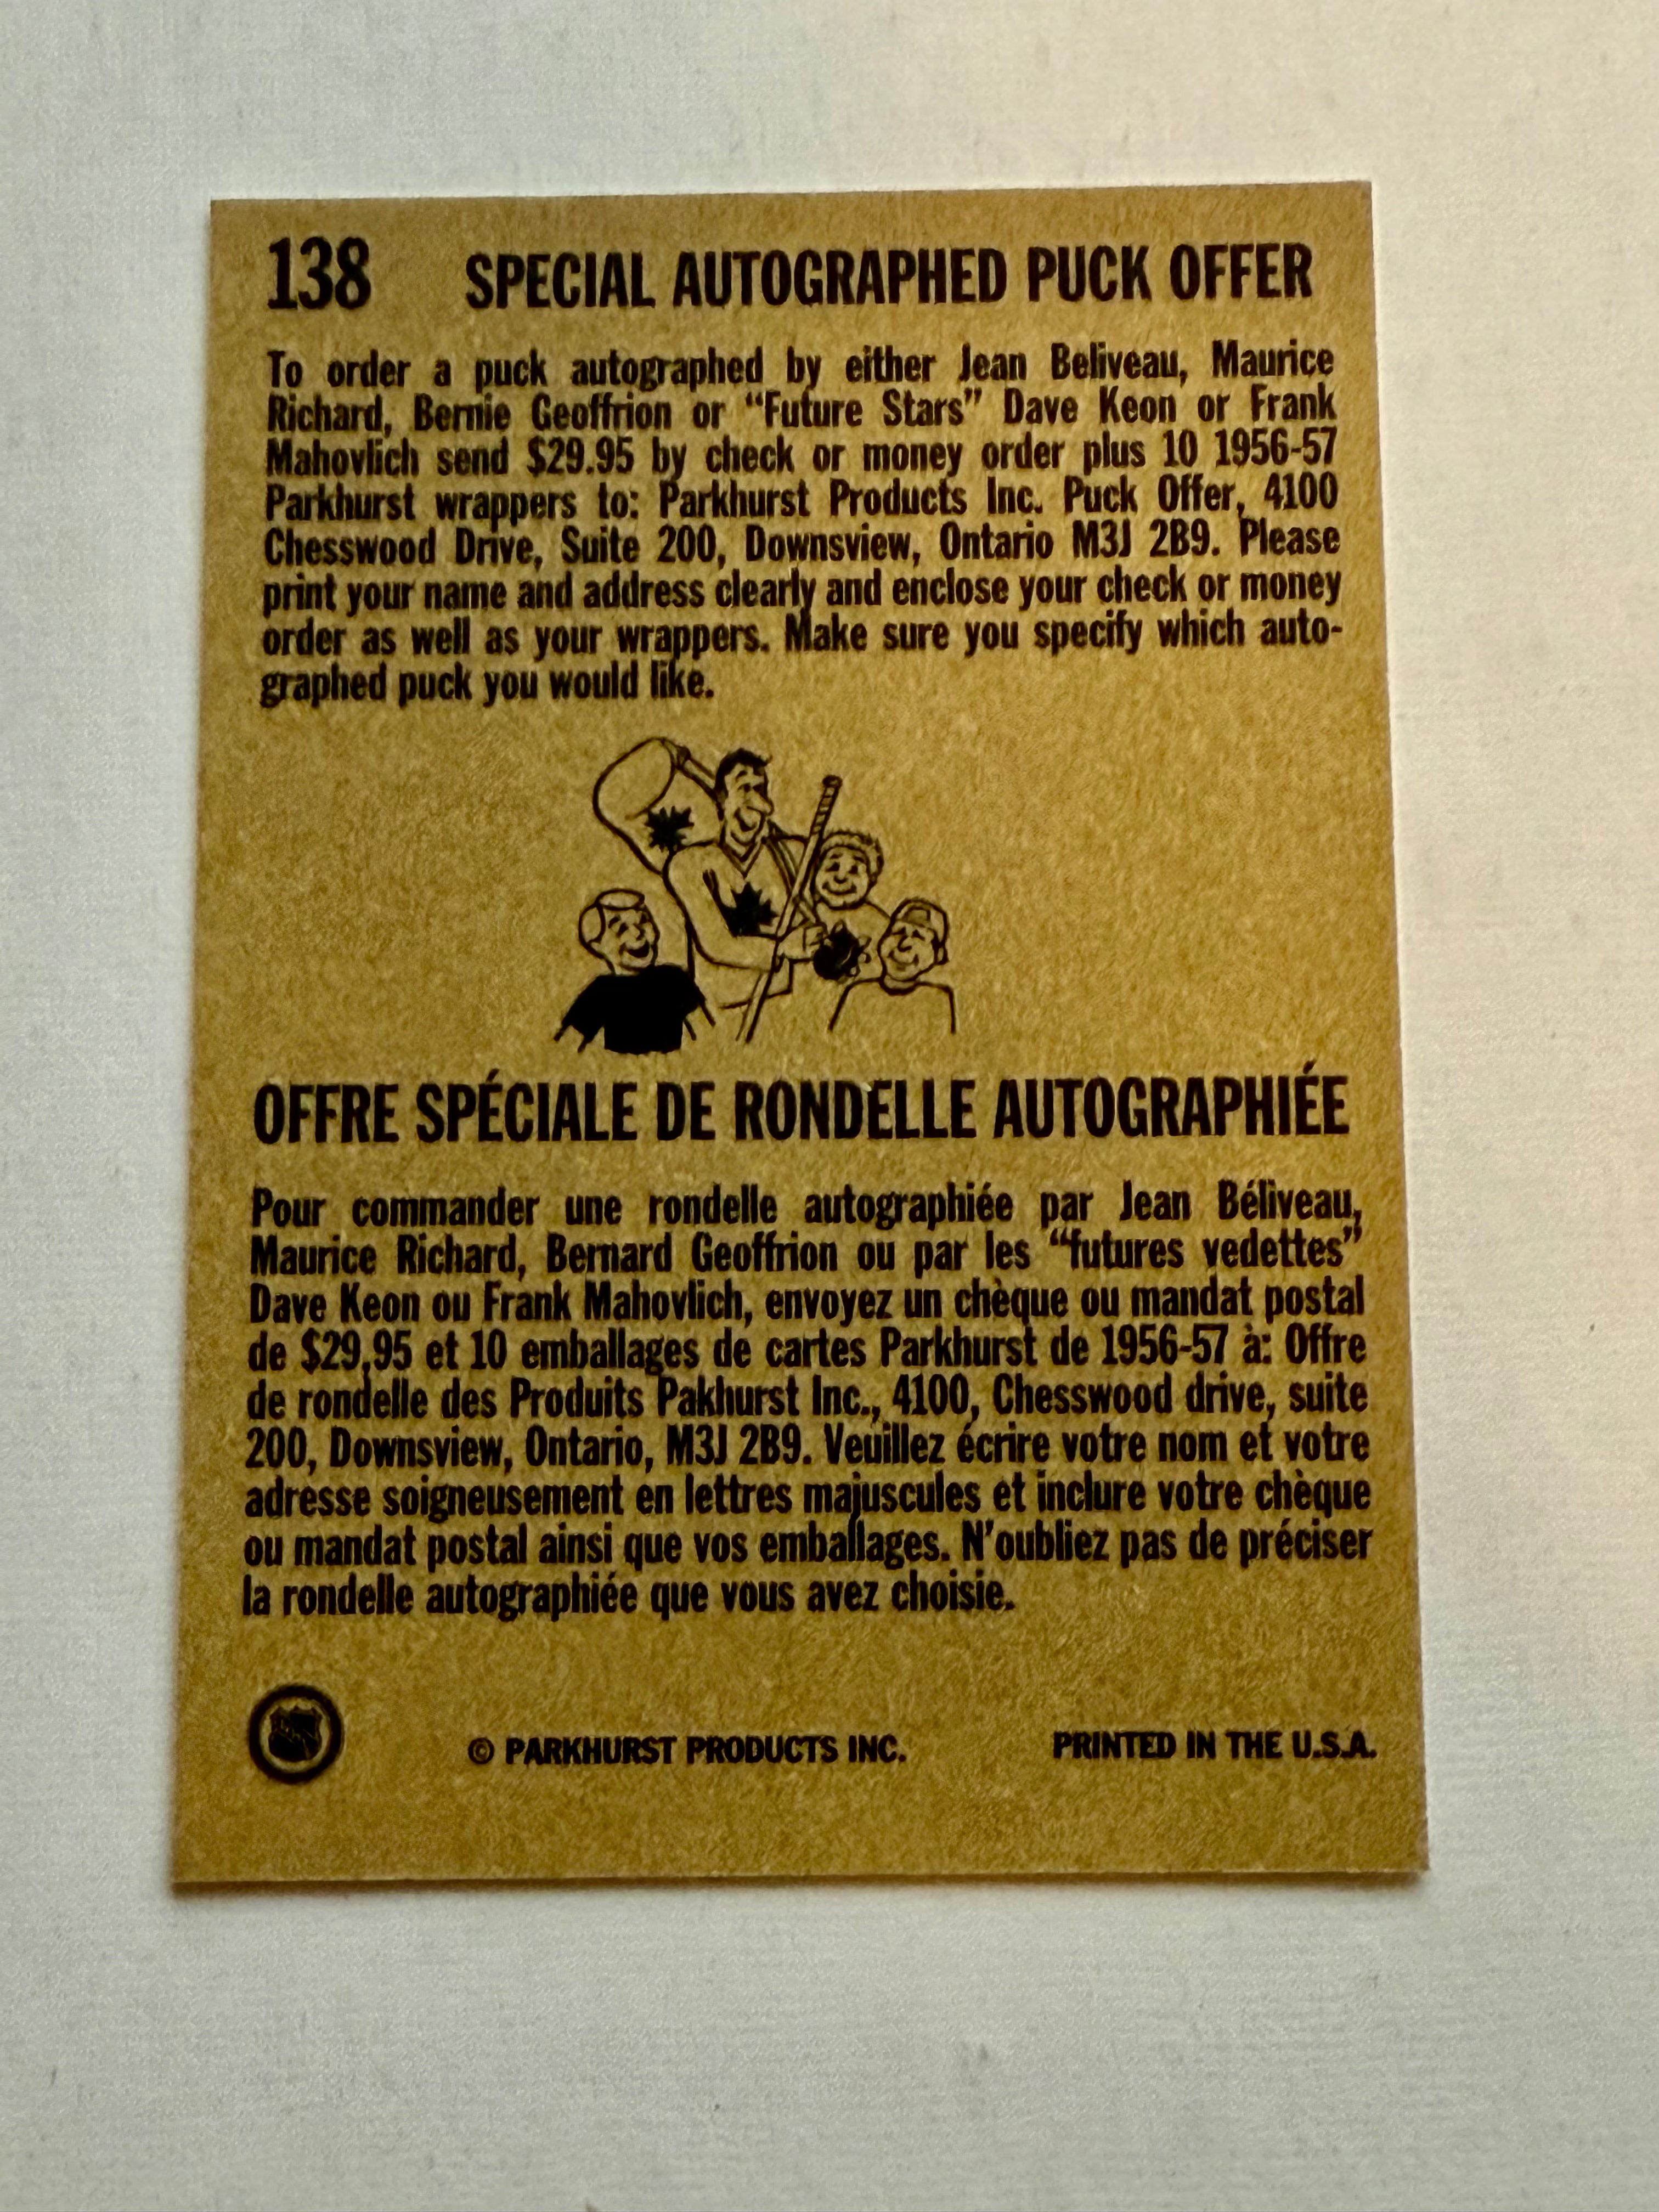 138 SPECIAL AUTOGRAPHED PUCK OFFER
To order a puck autographed by either Jean Beliveau, Maurice
Richard, Bernie Geoffrion or “Future Stars” Dave Keon or Frank
Mahovlich send $29.95 by check or money order plus 10 1956-57
Parkhurst wrappers to: Parkhurst Products Inc. Puck Offer, 4100
Chesswood Drive, Suite 200, Downsview, Ontario M3J 2B9. Please
print your name and address clearly and enclose your check or money
order as well as your wrappers. Make sure you specify which auto-
graphed puck you would like.
OFFRE SPÉCIALE DE RONDELLE AUTOGRAPHIÉE
Pour commander une rondelle autographiée par Jean Béliveau,
Maurice Richard, Bernard Geoffrion ou par les “futures vedettes”
Dave Keon ou Frank Mahovlich, envoyez un chèque ou mandat postal
de $29,95 et 10 emballages de cartes Parkhurst de 1956-57 à: Offre
de rondelle des Produits Pakhurst Inc., 4100, Chesswood drive, suite
200, Downsview, Ontario, M3J 2B9. Veuillez écrire votre nom et votre
adresse soigneusement en lettres majuscules et inclure votre chèque
ou mandat postal ainsi que vos emballages. N'oubliez pas de préciser
la rondelle autographiée que vous avez choisie.
© PARKHURST PRODUCTS INC. PRINTED IN THE U.S.A.